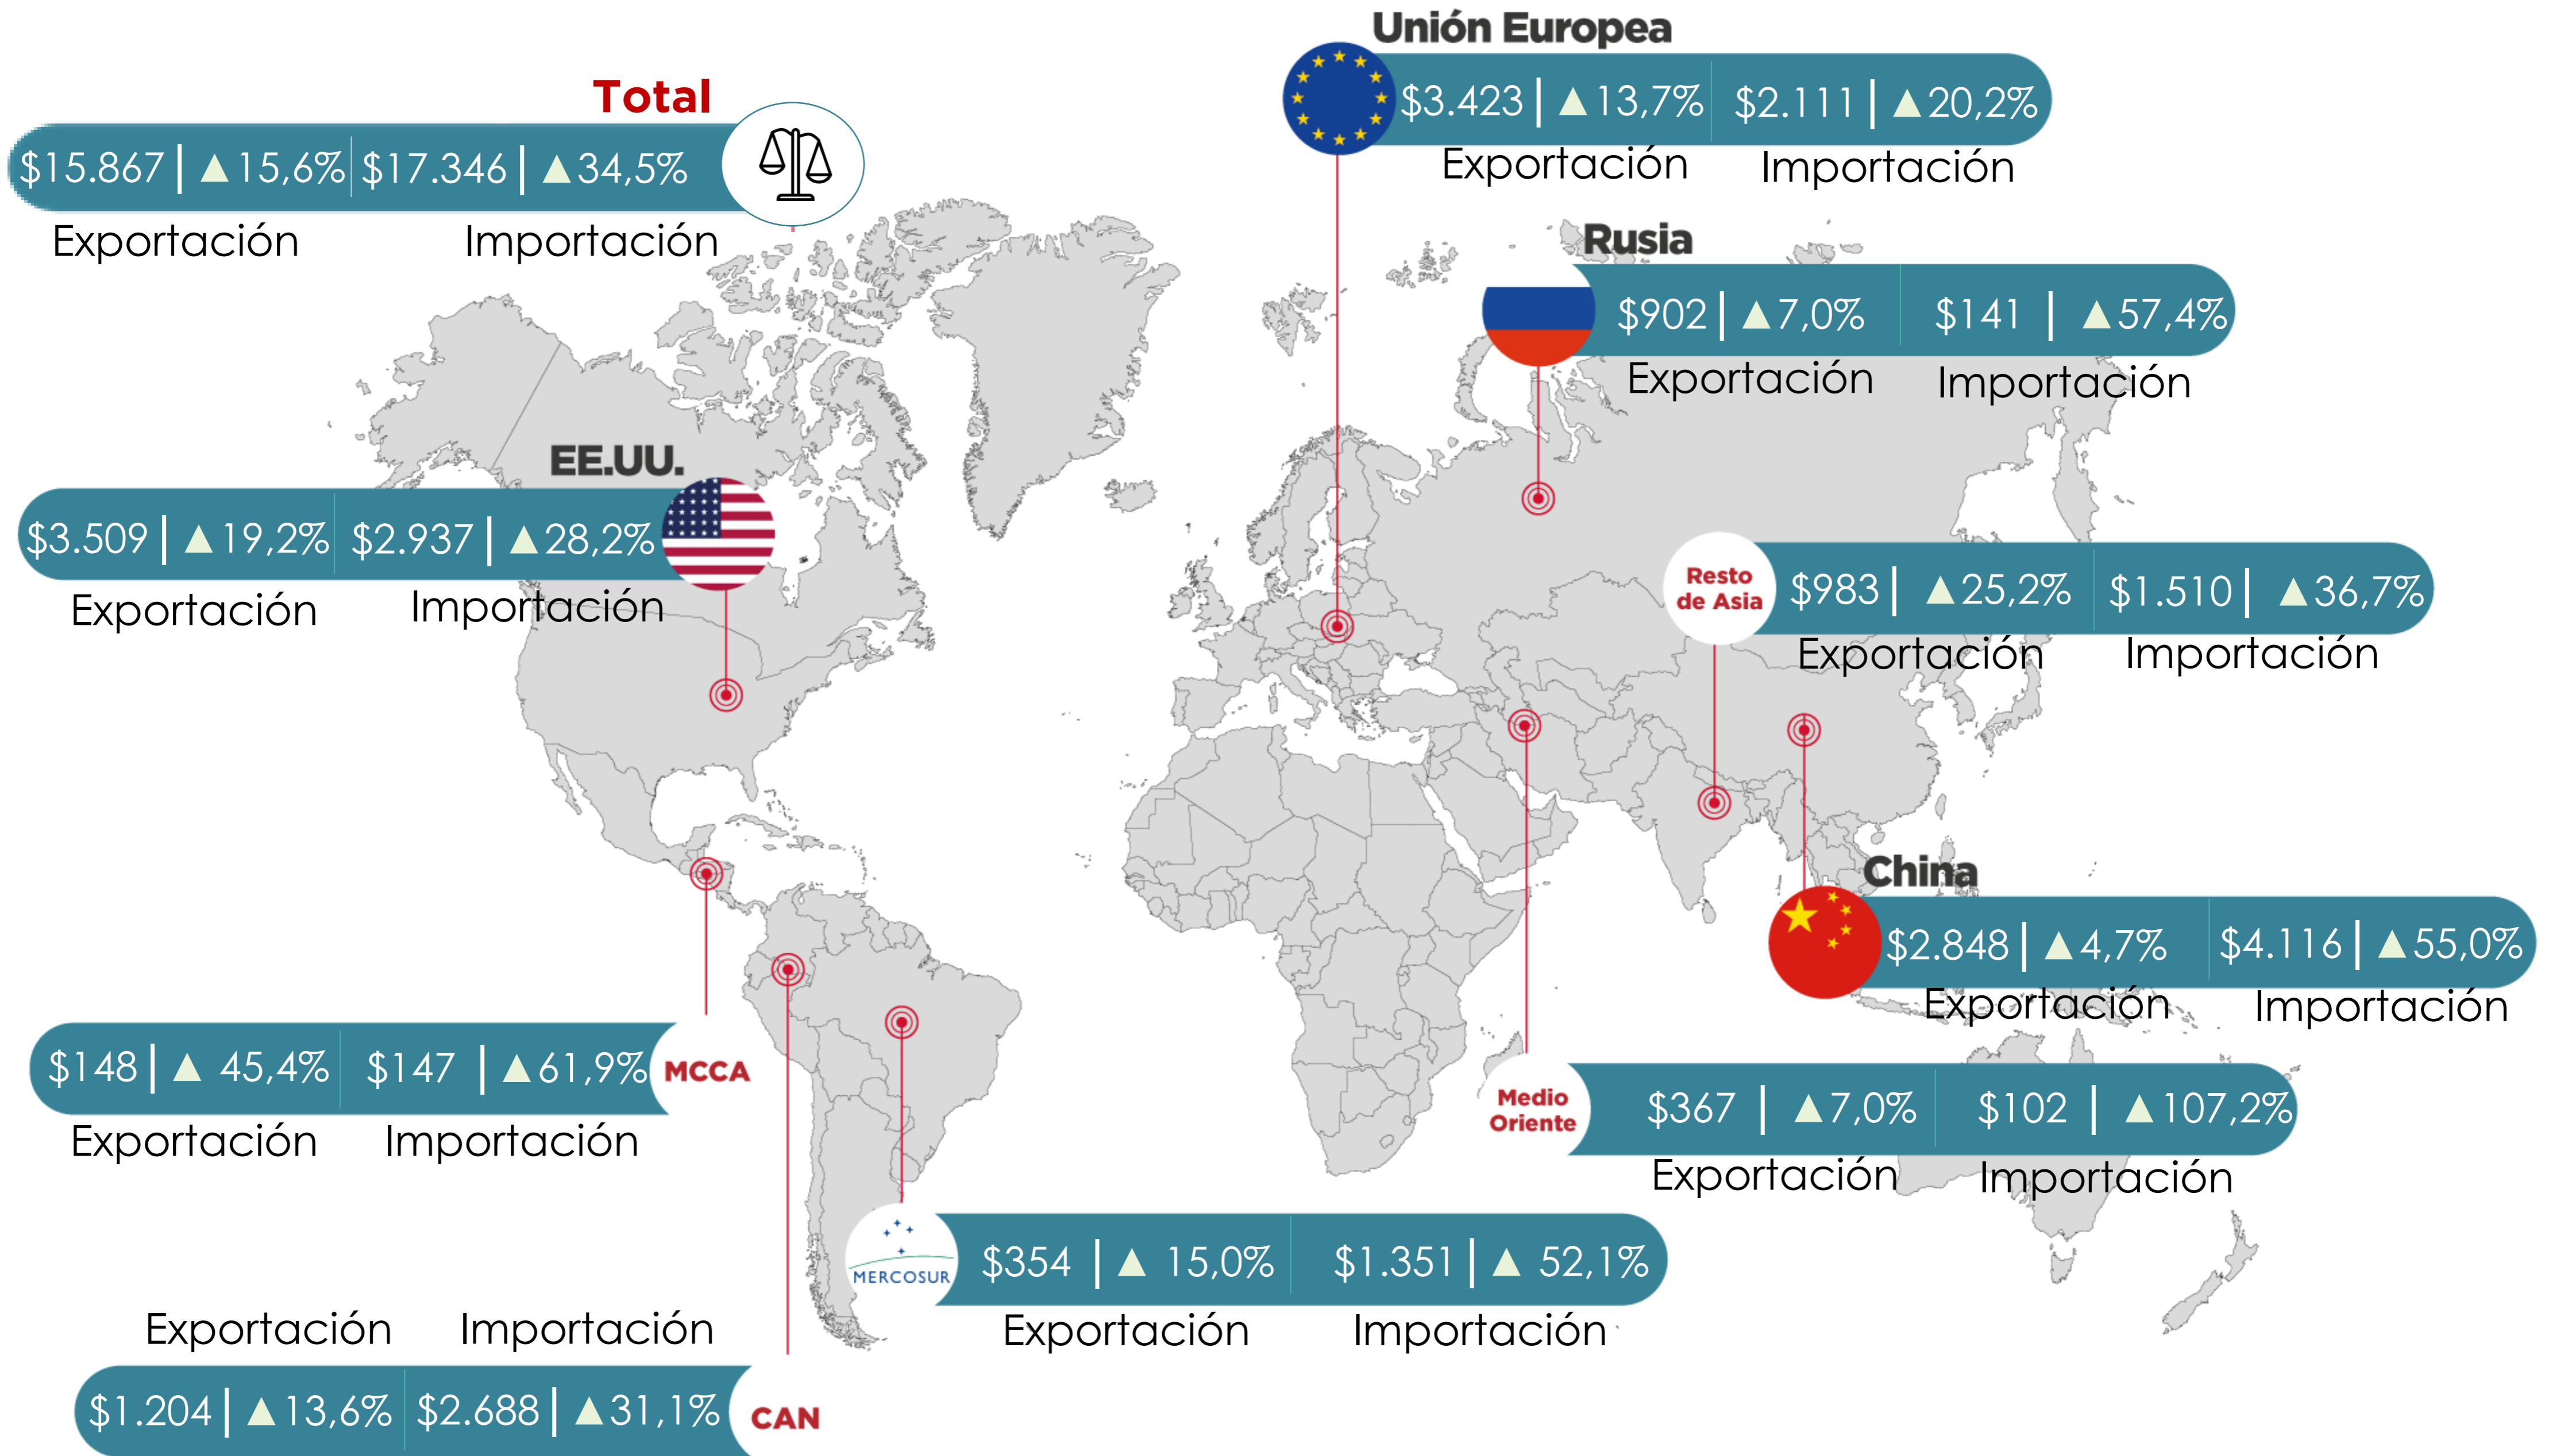 Unión Europea
$3.423 | ▲13,7% $2.111 | ▲20,2%
Exportación Importación
Total
$15.867 | ▲15,6% $17.346 | ▲34,5%
Exportación Importación
Rusia
$902 | ▲7,0% $141 | ▲57,4%
Exportación Importación
EE.UU.
$3.509 | ▲19,2% $2.937 | ▲28,2%
Exportación Importación
Resto
de Asia
$983 | ▲25,2% $1.510 | ▲36,7%
Exportación Importación
China
$2.848 | ▲4,7% $4.116 | ▲55,0%
Exportación Importación
$148 | ▲ 45,4% $147 | ▲61,9% MCCA
Exportación Importación
Medio
Oriente
$367 | ▲7,0% $102 | ▲107,2%
Exportación Importación
MERCOSUR
$354 | ▲ 15,0% $1.351 | ▲ 52,1%
Exportación Importación
Exportación Importación
$1.204 | ▲13,6% $2.688 | ▲31,1% CAN